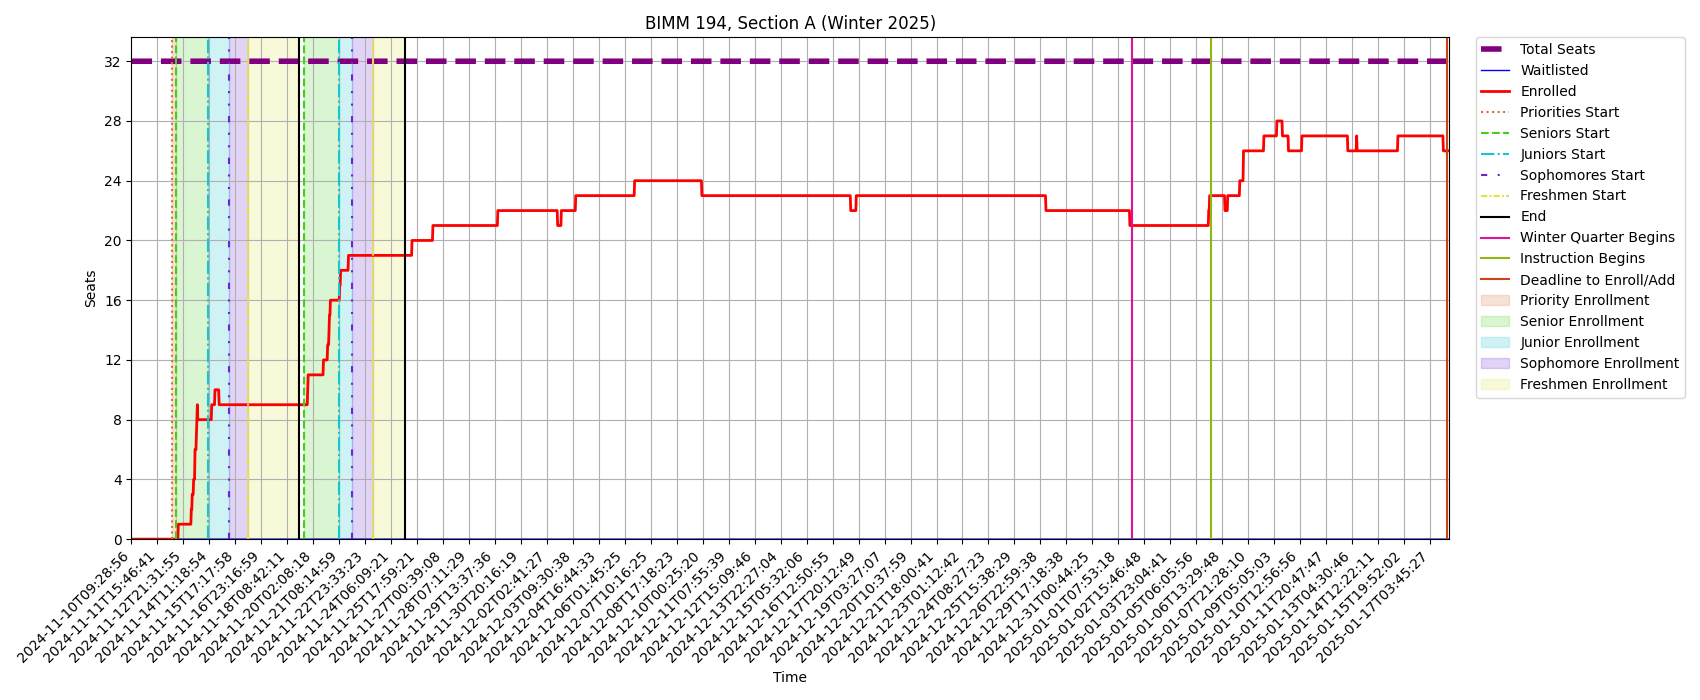 BIMM 194, Section A (Winter 2025)
Seats
32
28
24
20
16
12
8
4
0
2024-11-10T09:28:56
2024-11-11T15:46:41
2024-11-12T21:31:55
2024-11-14T11:18:54
2024-11-15T17:17:58
2024-11-16T23:16:59
2024-11-18T08:42:11
2024-11-20T02:08:18
2024-11-21T08:14:59
2024-11-22T23:33:23
2024-11-24T06:09:21
2024-11-25T17:59:21
2024-11-27T00:39:08
2024-11-28T07:11:29
2024-11-29T13:37:36
2024-11-30T20:16:19
2024-12-02T02:41:27
2024-12-03T09:30:38
2024-12-04T16:44:33
2024-12-06T01:45:25
2024-12-07T10:16:25
2024-12-08T17:18:23
2024-12-10T00:25:20
2024-12-11T07:55:39
2024-12-12T15:09:46
2024-12-13T22:27:04
2024-12-15T05:32:06
2024-12-16T12:50:55
2024-12-17T20:12:49
2024-12-19T03:27:07
2024-12-20T10:37:59
2024-12-21T18:00:41
2024-12-23T01:12:42
2024-12-24T08:27:23
2024-12-25T15:38:29
2024-12-26T22:59:38
2024-12-29T17:18:38
2024-12-31T00:44:25
2025-01-01T07:53:18
2025-01-02T15:46:48
2025-01-03T23:04:41
2025-01-05T06:05:56
2025-01-06T13:29:48
2025-01-07T21:28:10
2025-01-09T05:05:03
2025-01-10T12:56:56
2025-01-11T20:47:47
2025-01-13T04:30:46
2025-01-14T12:22:11
2025-01-15T19:52:02
2025-01-17T03:45:27
Time
Total Seats
Waitlisted
Enrolled
Priorities Start
Seniors Start
Juniors Start
Sophomores Start
Freshmen Start
End
Winter Quarter Begins
Instruction Begins
Deadline to Enroll/Add
Priority Enrollment
Senior Enrollment
Junior Enrollment
Sophomore Enrollment
Freshmen Enrollment